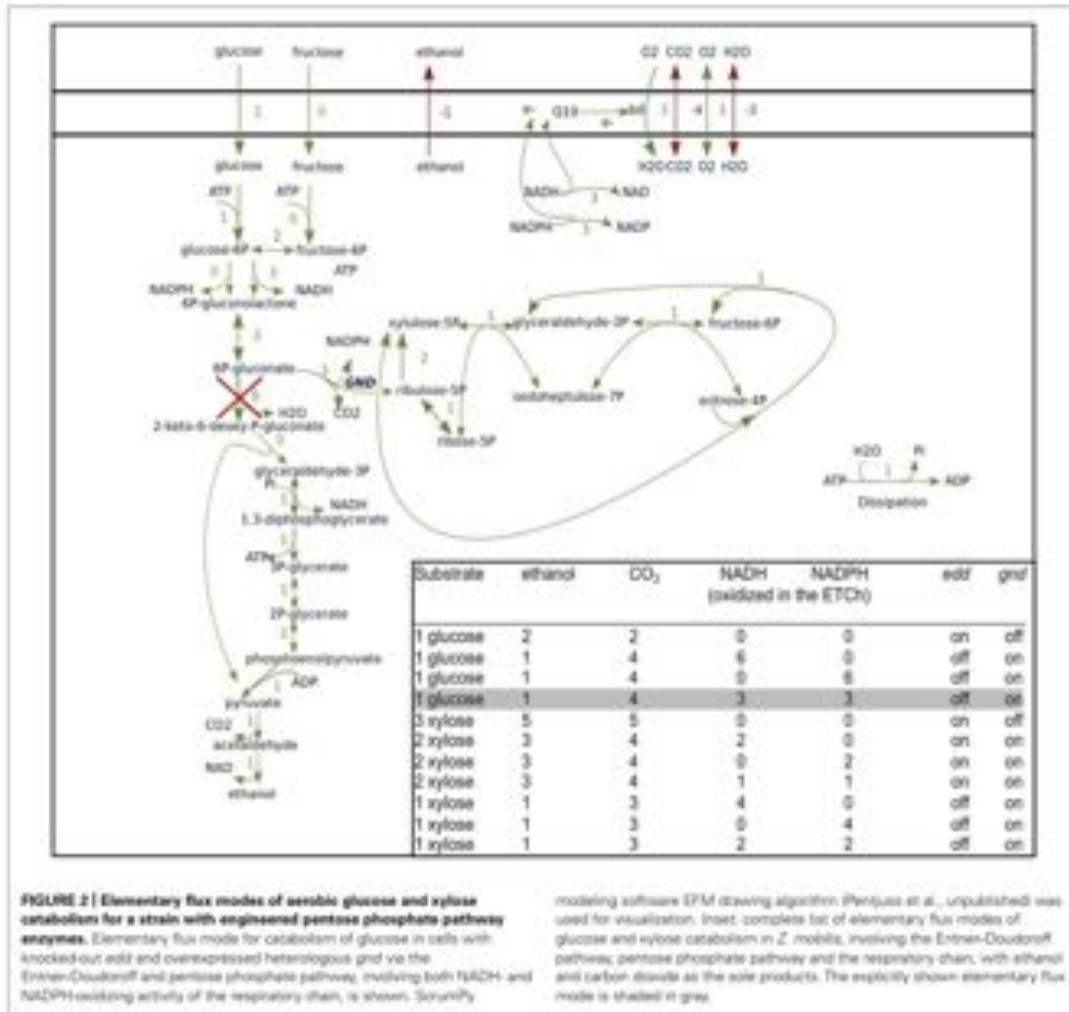 glucose fructose ethanol O2 CO2 O2 H2O
Q10
glucose fructose ethanol H2O CO2 O2 H2O
ATP ATP
NADH NAD
NADPH NADP
glucose-6P fructose-6P
ATP
NADPH NADH
6P-gluconolactone
xylulose-5P glyceraldehyde-3P fructose-6P
NADPH
6P-gluconate
GND ribulose-5P sedoheptulose-7P eritrose-4P
CO2
H2O
2-keto-6-deoxy-P-gluconate
ribose-5P
glyceraldehyde-3P
Pi
NADH
1.3-diphosphoglycerate
H2O Pi
ATP ADP
Dissipation
ATP
3P-glycerate
2P-glycerate
phosphoenolpyruvate
ADP
pyruvate
CO2
acetaldehyde
NAD
ethanol
Substrate ethanol CO2 NADH NADPH edd gnd
(oxidized in the ETCh)
1 glucose 2 2 0 0 on off
1 glucose 1 4 6 0 off on
1 glucose 1 4 0 6 off on
1 glucose 1 4 3 3 off on
3 xylose 5 5 0 0 on off
2 xylose 3 4 2 0 on on
2 xylose 3 4 0 2 on on
2 xylose 3 4 1 1 on on
1 xylose 1 3 4 0 off on
1 xylose 1 3 0 4 off on
1 xylose 1 3 2 2 off on
FIGURE 2 | Elementary flux modes of aerobic glucose and xylose
catabolism for a strain with engineered pentose phosphate pathway
enzymes. Elementary flux mode for catabolism of glucose in cells with
knocked-out edd and overexpressed heterologous gnd via the
Entner-Doudoroff and pentose phosphate pathway, involving both NADH- and
NADPH-oxidizing activity of the respiratory chain, is shown. ScrumPy
modeling software EFM drawing algorithm (Pentjuss et al., unpublished) was
used for visualization. Inset: complete list of elementary flux modes of
glucose and xylose catabolism in Z. mobilis, involving the Entner-Doudoroff
pathway, pentose phosphate pathway and the respiratory chain, with ethanol
and carbon dioxide as the sole products. The explicitly shown elementary flux
mode is shaded in gray.